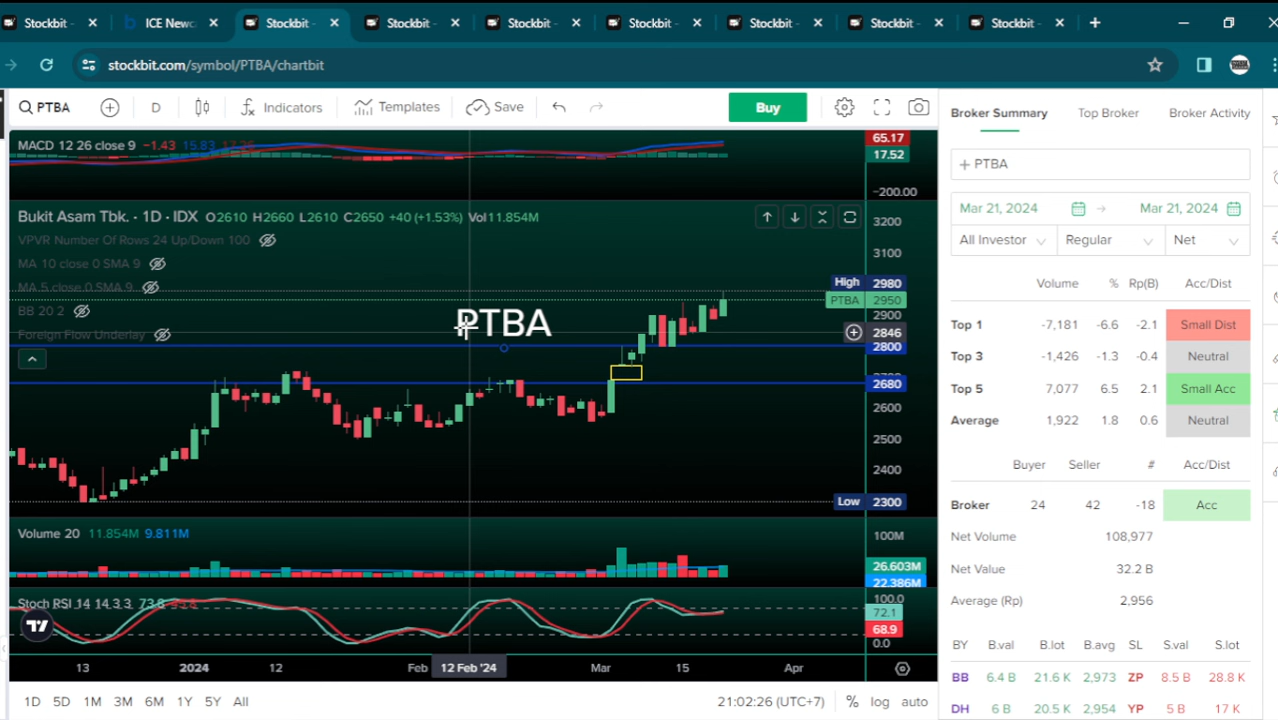 Stockbit - ICE Newca Stockbit - Stockbit - Stockbit - Stockbit - Stockbit - Stockbit - Stockbit -
stockbit.com/symbol/PTBA/chartbit
PTBA D Indicators Templates Save Buy
MACD 12 26 close 9 −1.43 15.83 17.26
65.17
17.52
−200.00
Bukit Asam Tbk. · 1D · IDX O2610 H2660 L2610 C2650 +40 (+1.53%) Vol11.854M
VPVR Number Of Rows 24 Up/Down 100
MA 10 close 0 SMA 9
MA 5 close 0 SMA 9
BB 20 2
Foreign Flow Underlay
PTBA
3200
3100
High 2980
PTBA 2950
2900
2846
2800
2680
2600
2500
2400
Low 2300
Volume 20 11.854M 9.811M
100M
26.603M
22.386M
Stoch RSI 14 14 3 3 73.8
100.0
72.1
68.9
0.0
13 2024 12 Feb 12 Feb '24 Mar 15 Apr
1D 5D 1M 3M 6M 1Y 5Y All 21:02:26 (UTC+7) % log auto
Broker Summary Top Broker Broker Activity
PTBA
Mar 21, 2024 Mar 21, 2024
All Investor Regular Net
Volume % Rp(B) Acc/Dist
Top 1 -7,181 -6.6 -2.1 Small Dist
Top 3 -1,426 -1.3 -0.4 Neutral
Top 5 7,077 6.5 2.1 Small Acc
Average 1,922 1.8 0.6 Neutral
Buyer Seller # Acc/Dist
Broker 24 42 -18 Acc
Net Volume 108,977
Net Value 32.2 B
Average (Rp) 2,956
BY B.val B.lot B.avg SL S.val S.lot
BB 6.4 B 21.6 K 2,973 ZP 8.5 B 28.8 K
DH 6 B 20.5 K 2,954 YP 5 B 17 K